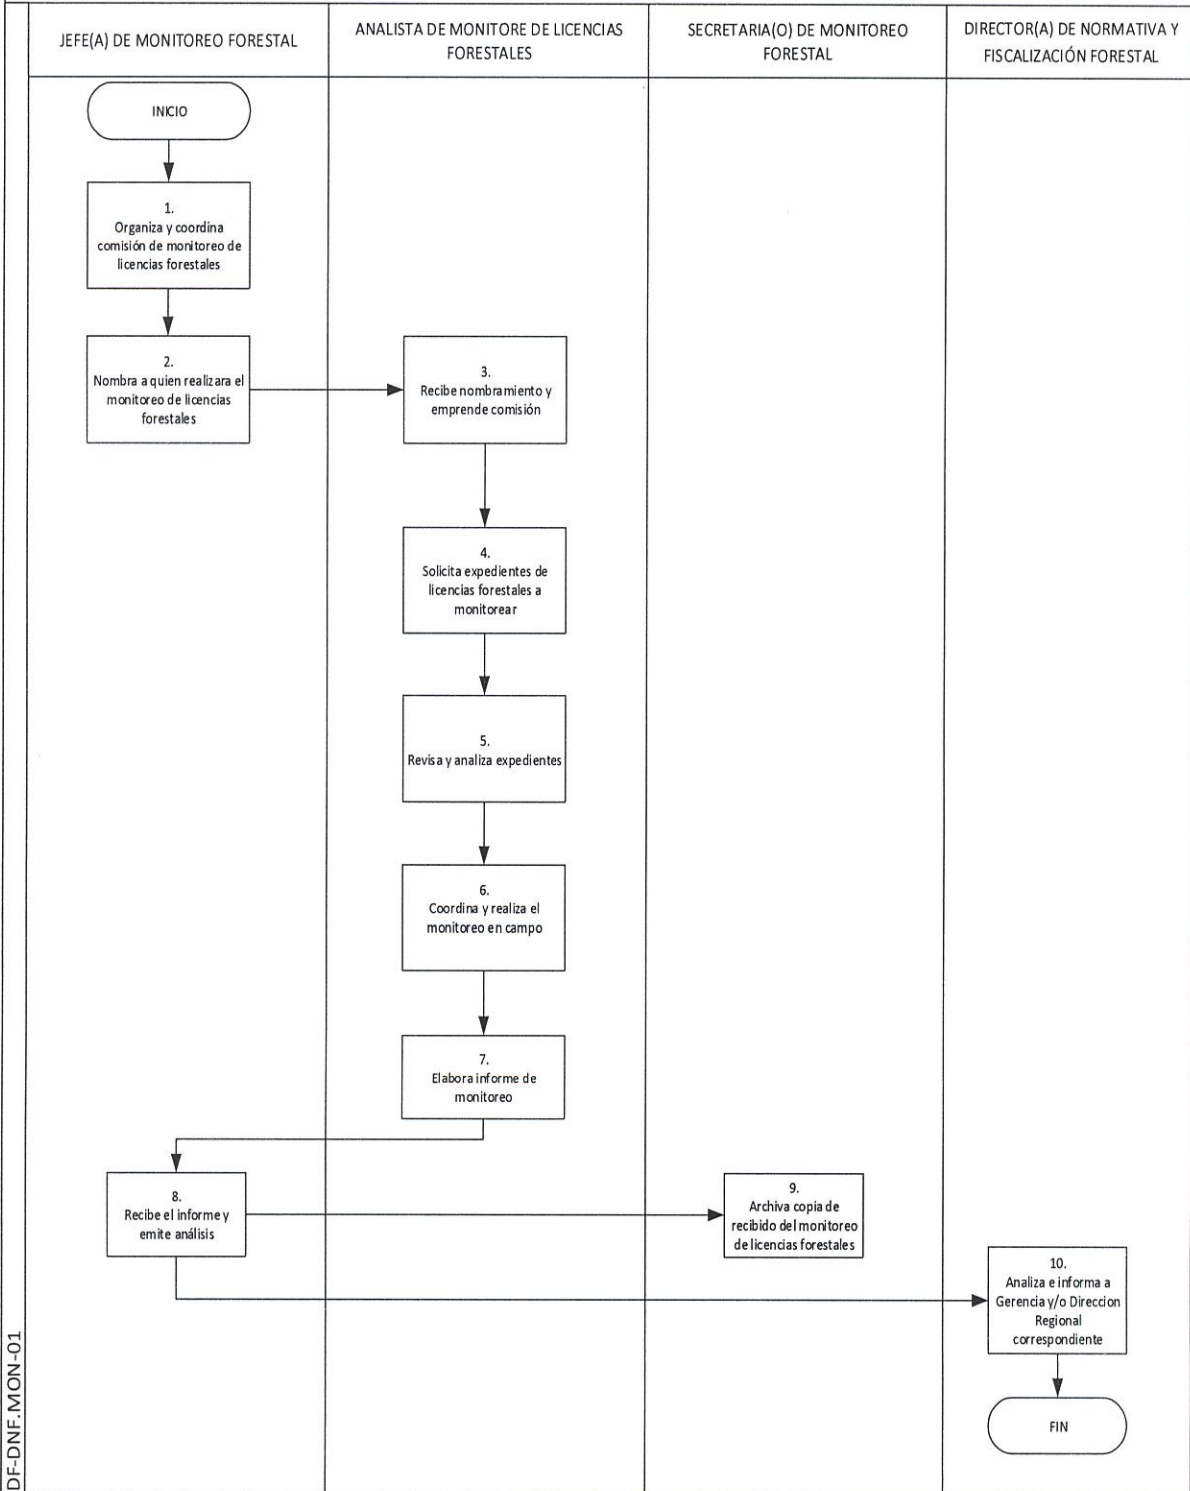 JEFE(A) DE MONITOREO FORESTAL
ANALISTA DE MONITORE DE LICENCIAS
FORESTALES
SECRETARIA(O) DE MONITOREO
FORESTAL
DIRECTOR(A) DE NORMATIVA Y
FISCALIZACIÓN FORESTAL
INICIO
1.
Organiza y coordina
comisión de monitoreo de
licencias forestales
2.
Nombra a quien realizara el
monitoreo de licencias
forestales
3.
Recibe nombramiento y
emprende comisión
4.
Solicita expedientes de
licencias forestales a
monitorear
5.
Revisa y analiza expedientes
6.
Coordina y realiza el
monitoreo en campo
7.
Elabora informe de
monitoreo
8.
Recibe el informe y
emite análisis
9.
Archiva copia de
recibido del monitoreo
de licencias forestales
10.
Analiza e informa a
Gerencia y/o Direccion
Regional
correspondiente
FIN
DF-DNF.MON-01